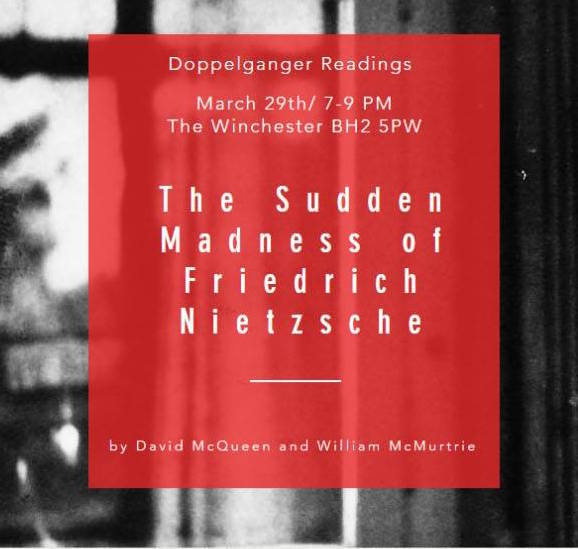 Doppelganger Readings
March 29th/ 7-9 PM
The Winchester BH2 5PW
The Sudden
Madness of
Friedrich
Nietzsche
by David McQueen and William McMurtrie